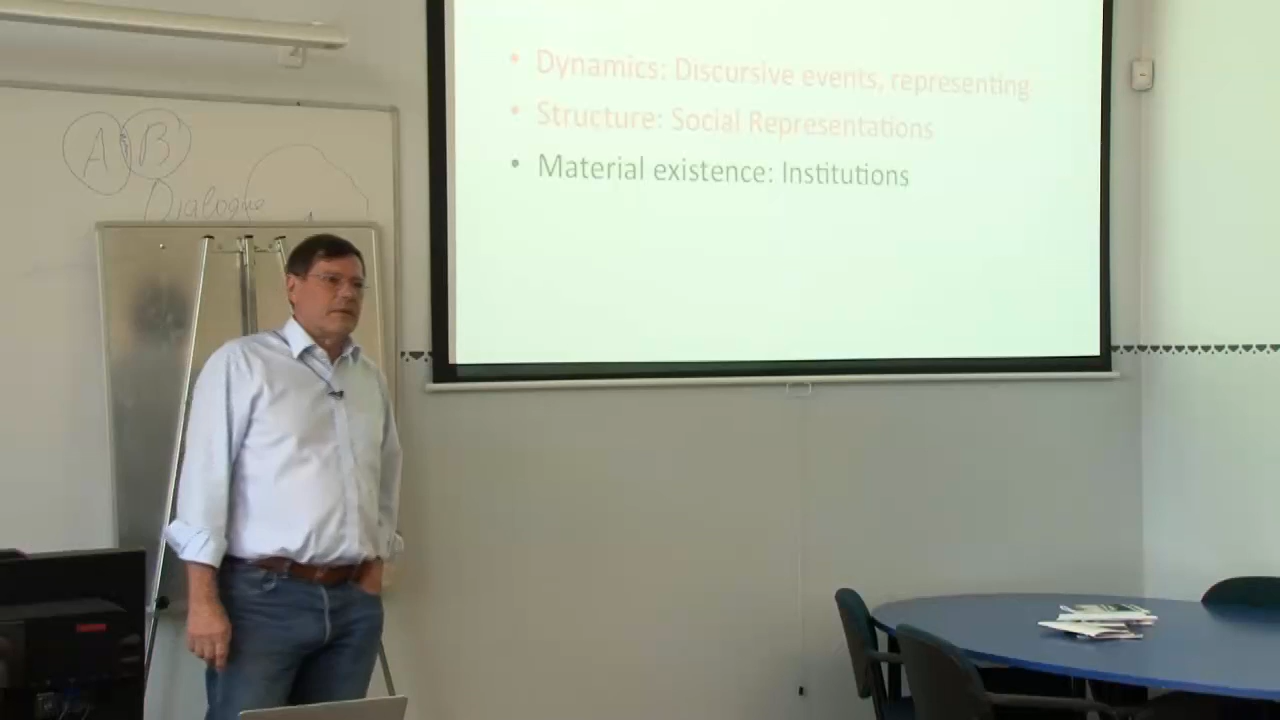 • Dynamics: Discursive events, representing
• Structure: Social Representations
• Material existence: Institutions
A B
Dialogue